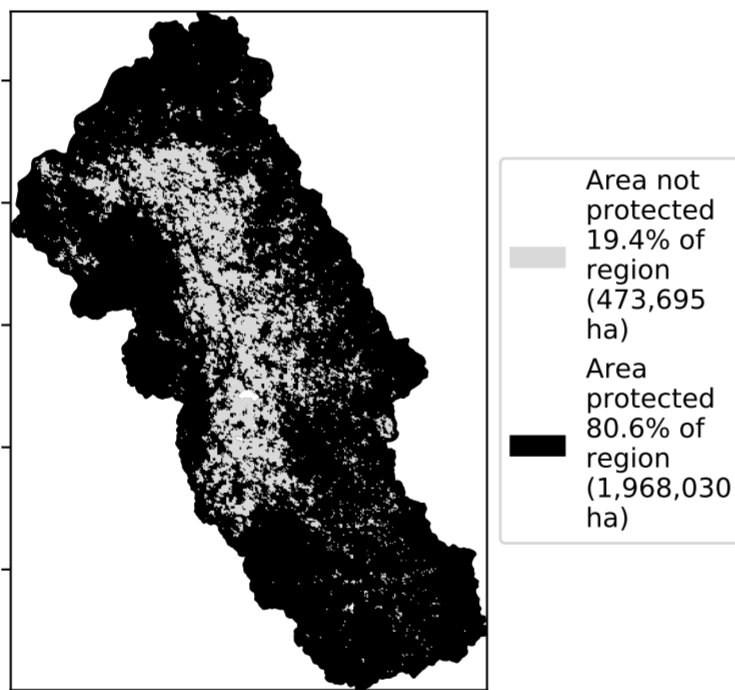 Area not
protected
19.4% of
region
(473,695
ha)
Area
protected
80.6% of
region
(1,968,030
ha)